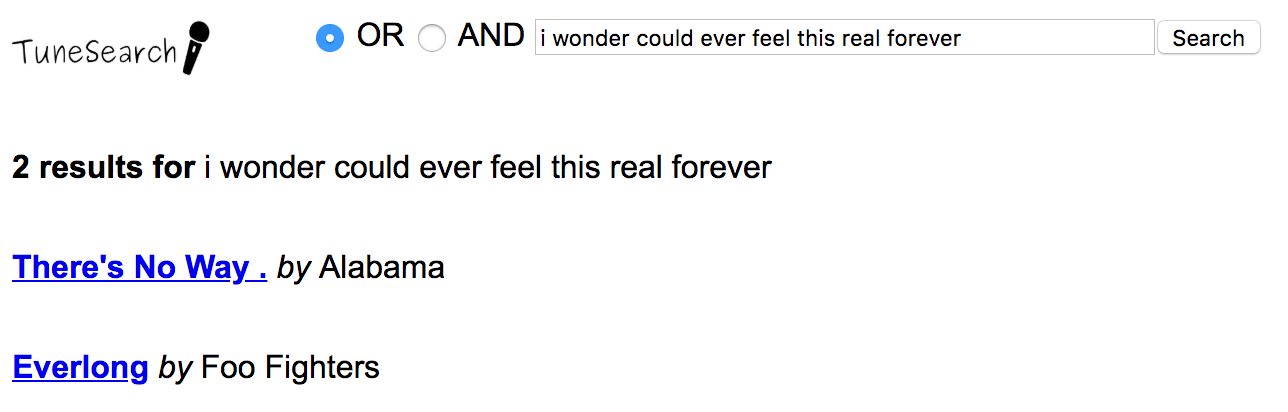 TuneSearch OR AND i wonder could ever feel this real forever Search
2 results for i wonder could ever feel this real forever
There's No Way . by Alabama
Everlong by Foo Fighters